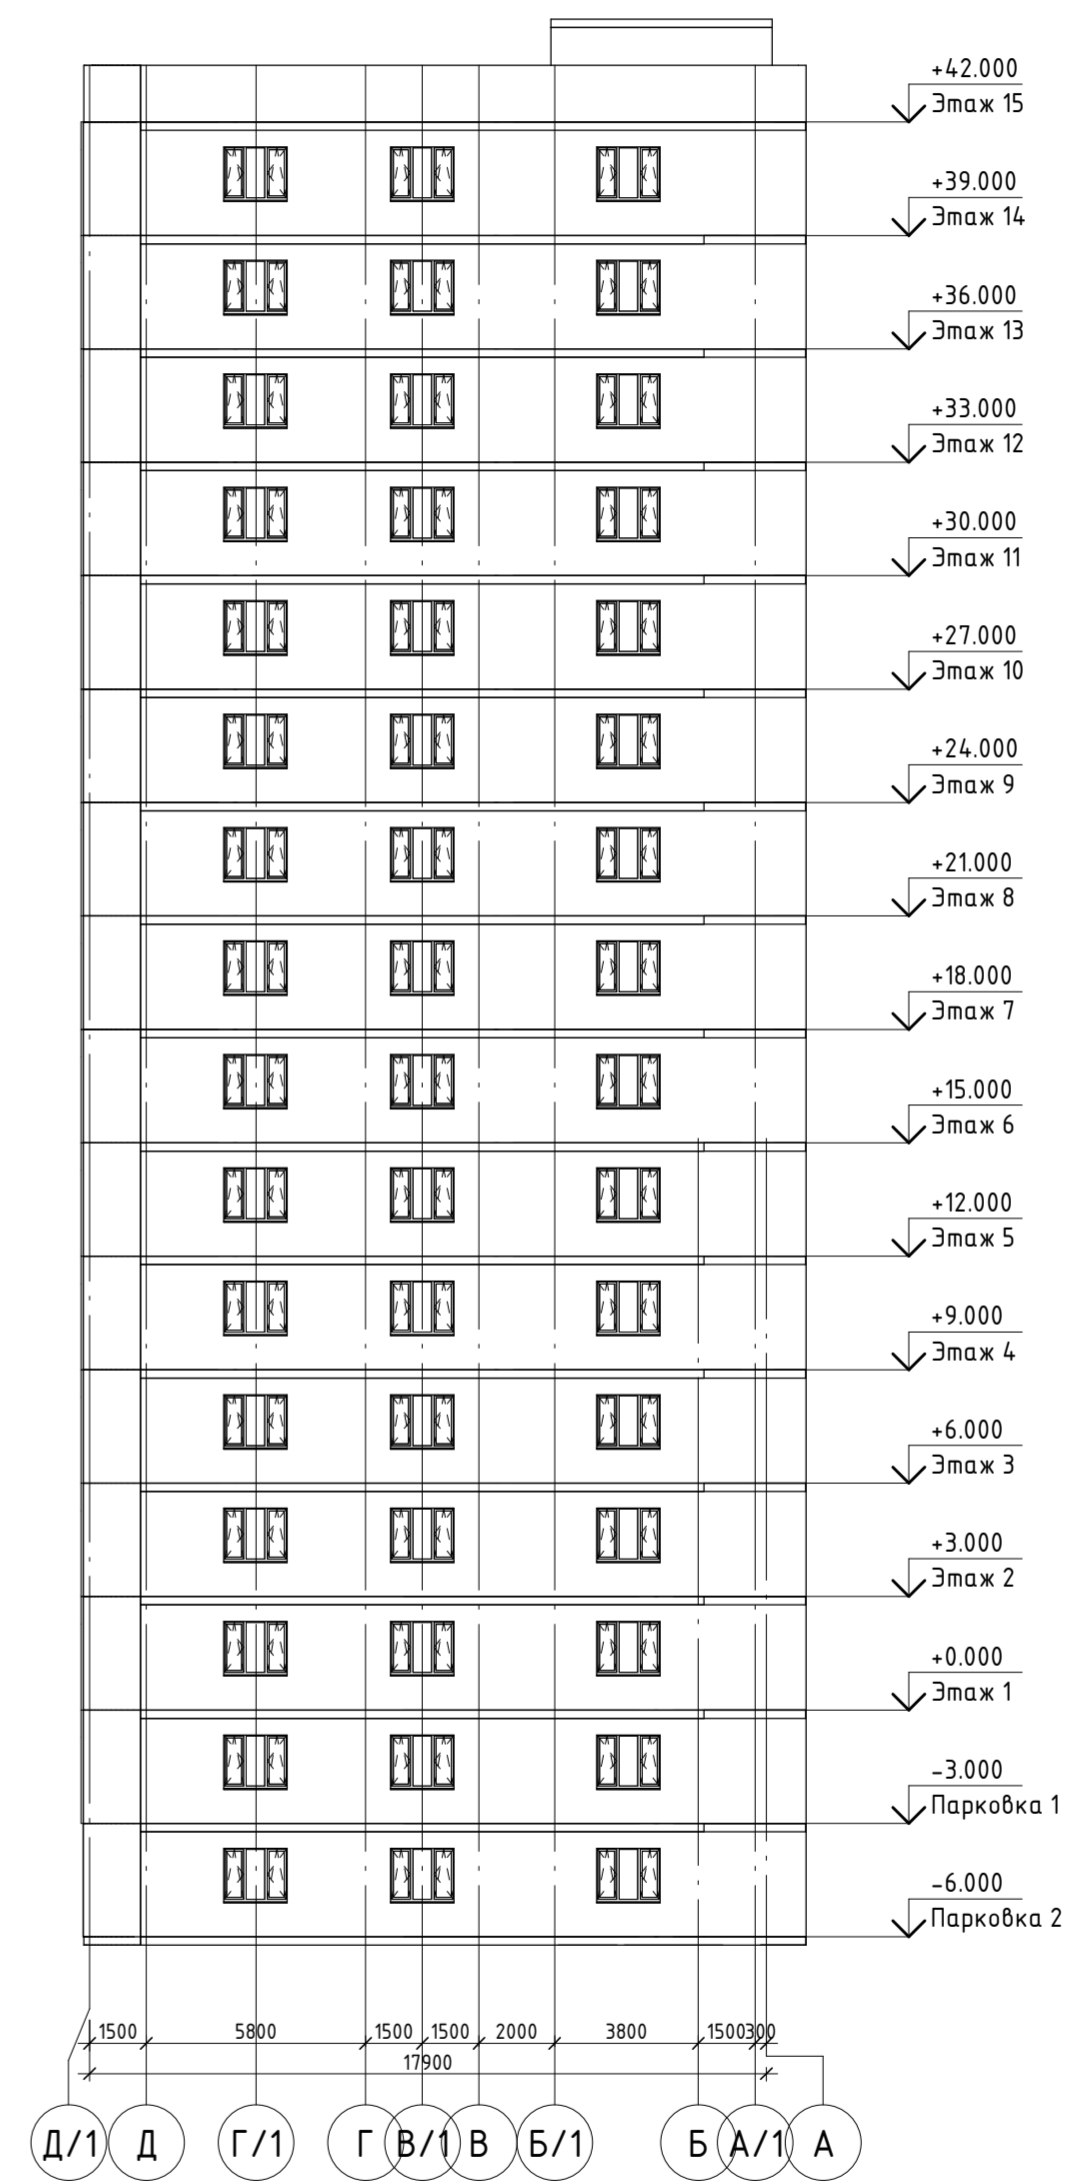 +42.000
Этаж 15
+39.000
Этаж 14
+36.000
Этаж 13
+33.000
Этаж 12
+30.000
Этаж 11
+27.000
Этаж 10
+24.000
Этаж 9
+21.000
Этаж 8
+18.000
Этаж 7
+15.000
Этаж 6
+12.000
Этаж 5
+9.000
Этаж 4
+6.000
Этаж 3
+3.000
Этаж 2
+0.000
Этаж 1
-3.000
Парковка 1
-6.000
Парковка 2
1500 5800 1500 1500 2000 3800 1500 300
17900
Д/1 Д Г/1 Г В/1 В Б/1 Б А/1 А